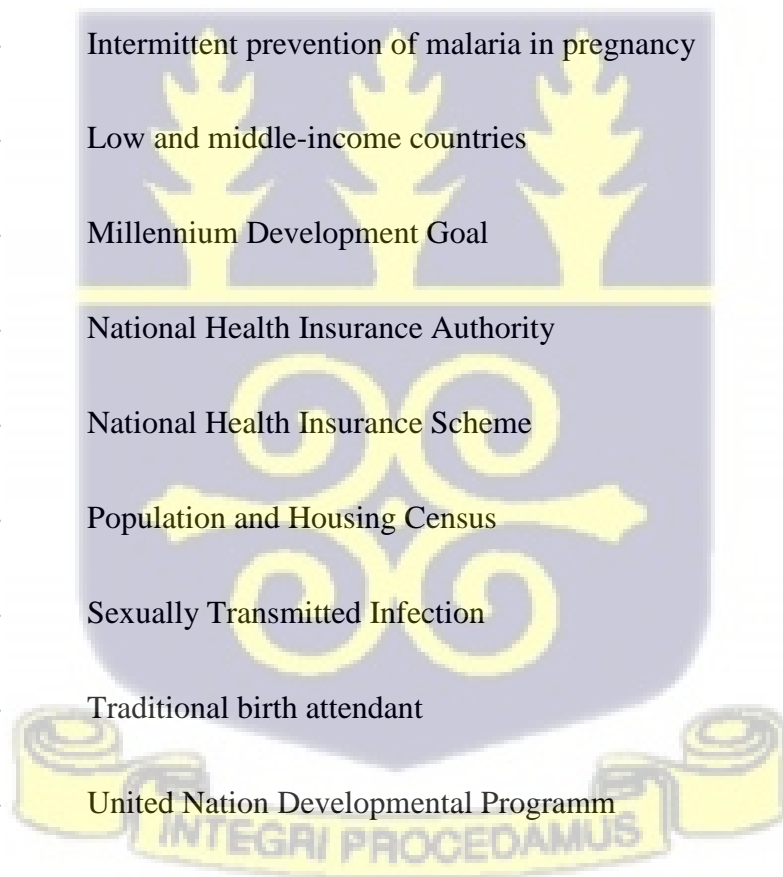 - Intermittent prevention of malaria in pregnancy
- Low and middle-income countries
- Millennium Development Goal
- National Health Insurance Authority
- National Health Insurance Scheme
- Population and Housing Census
- Sexually Transmitted Infection
- Traditional birth attendant
- United Nation Developmental Programm
INTEGRI PROCEDAMUS